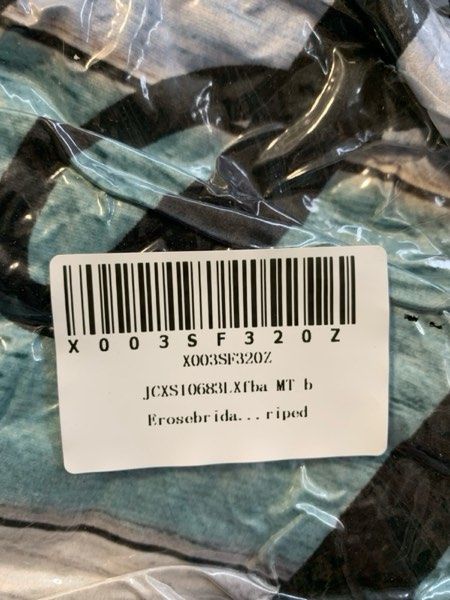 X003SF320Z
X003SF320Z
JCXS10683LXfba MT b
Erosebrida...riped